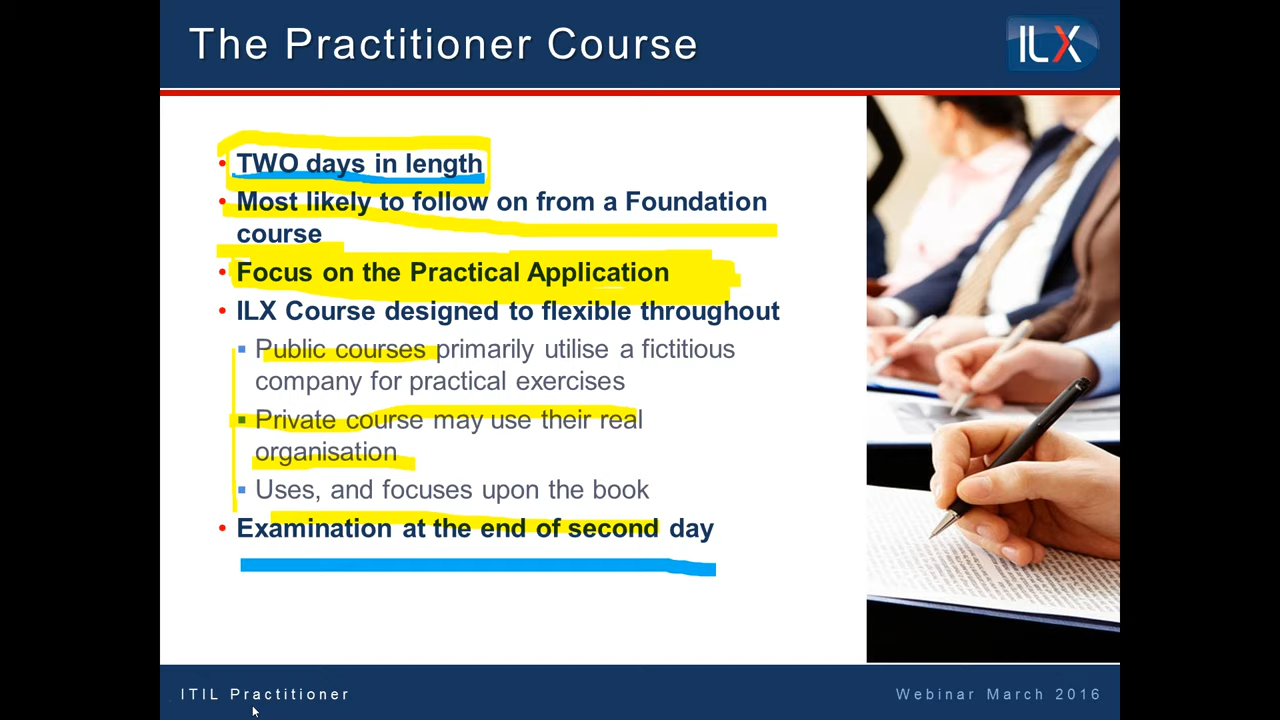 The Practitioner Course
ILX
• TWO days in length
• Most likely to follow on from a Foundation
course
• Focus on the Practical Application
• ILX Course designed to flexible throughout
▪ Public courses primarily utilise a fictitious
company for practical exercises
▪ Private course may use their real
organisation
▪ Uses, and focuses upon the book
• Examination at the end of second day
ITIL Practitioner
Webinar March 2016